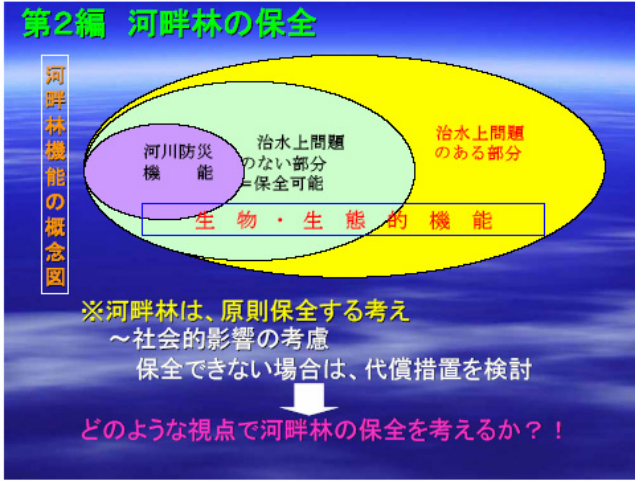 第2編 河畔林の保全
河畔林機能の概念図
河川防災
機 能
治水上問題
のない部分
=保全可能
治水上問題
のある部分
生 物 ・ 生 態 的 機 能
※河畔林は、原則保全する考え
～社会的影響の考慮
保全できない場合は、代償措置を検討
どのような視点で河畔林の保全を考えるか？！